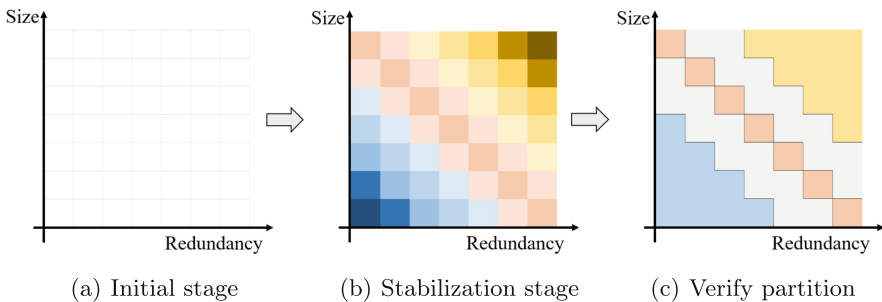 Size
Redundancy
(a) Initial stage
Size
Redundancy
(b) Stabilization stage
Size
Redundancy
(c) Verify partition